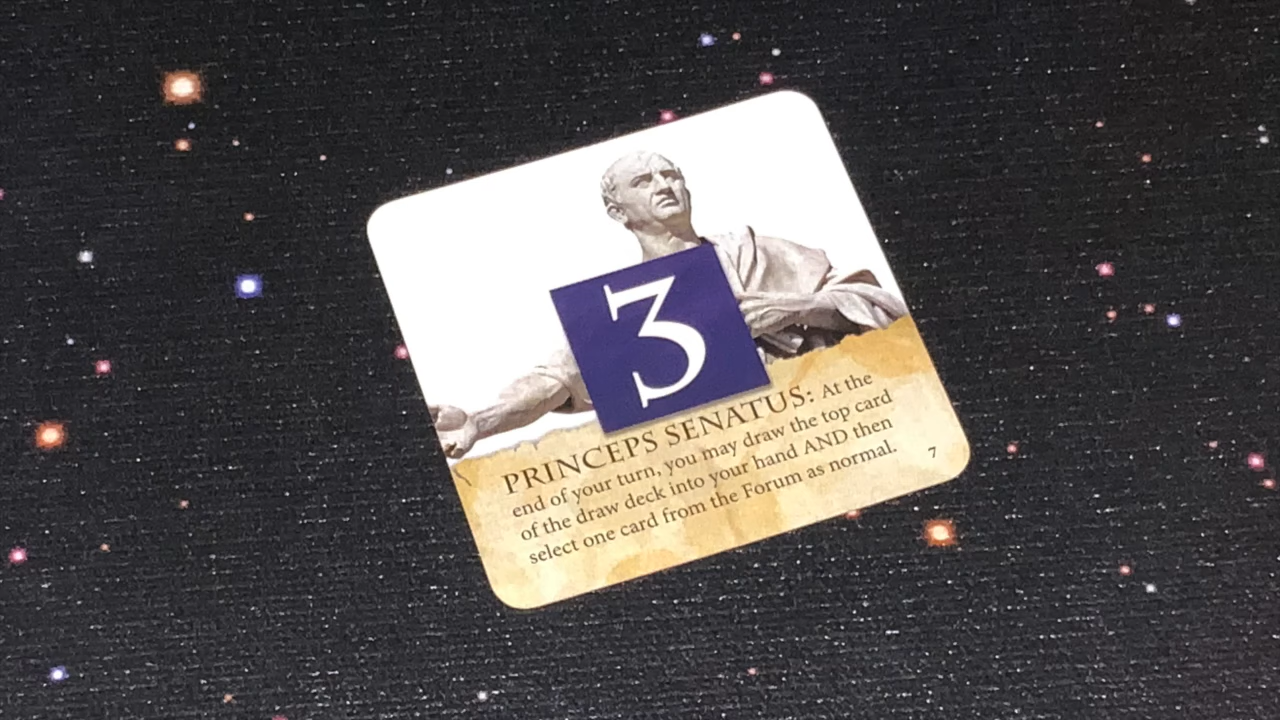 3
PRINCEPS SENATUS: At the
end of your turn, you may draw the top card
of the draw deck into your hand AND then
select one card from the Forum as normal.
7